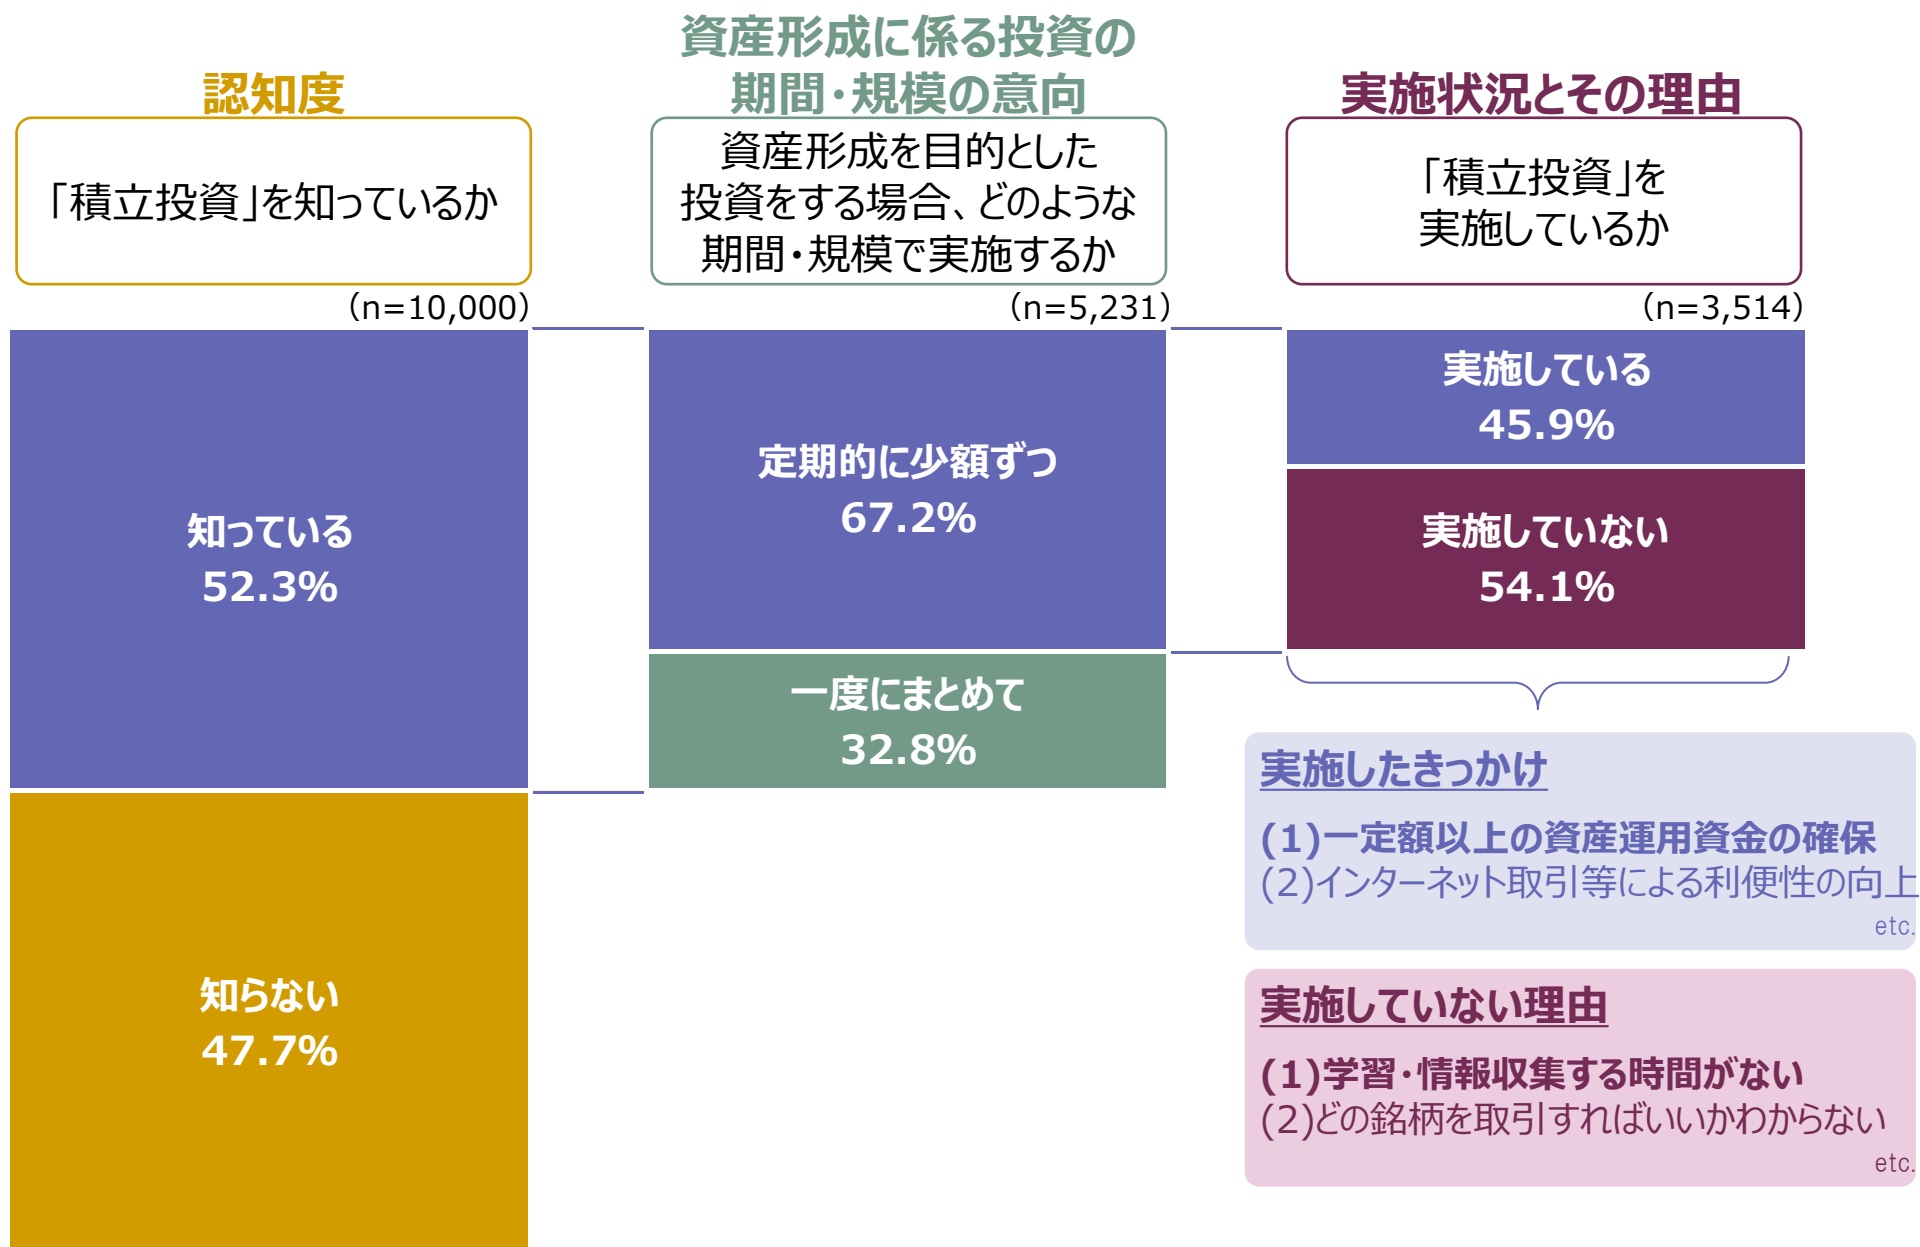 認知度
「積立投資」を知っているか
(n=10,000)
知っている
52.3%
知らない
47.7%
資産形成に係る投資の
期間・規模の意向
資産形成を目的とした
投資をする場合、どのような
期間・規模で実施するか
(n=5,231)
定期的に少額ずつ
67.2%
一度にまとめて
32.8%
実施状況とその理由
「積立投資」を
実施しているか
(n=3,514)
実施している
45.9%
実施していない
54.1%
実施したきっかけ
(1)一定額以上の資産運用資金の確保
(2)インターネット取引等による利便性の向上
etc.
実施していない理由
(1)学習・情報収集する時間がない
(2)どの銘柄を取引すればいいかわからない
etc.